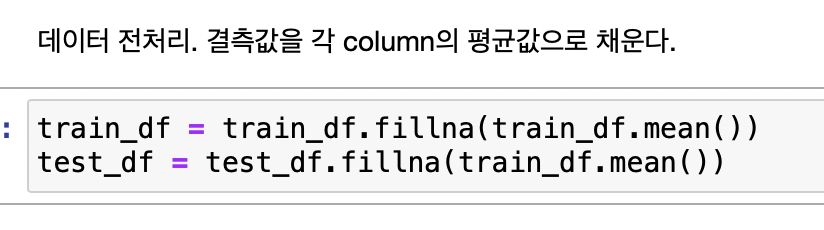 데이터 전처리. 결측값을 각 column의 평균값으로 채운다.
: train_df = train_df.fillna(train_df.mean())
test_df = test_df.fillna(train_df.mean())